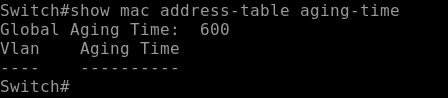 Switch#show mac address-table aging-time
Global Aging Time:  600
Vlan    Aging Time
----    ----------
Switch#